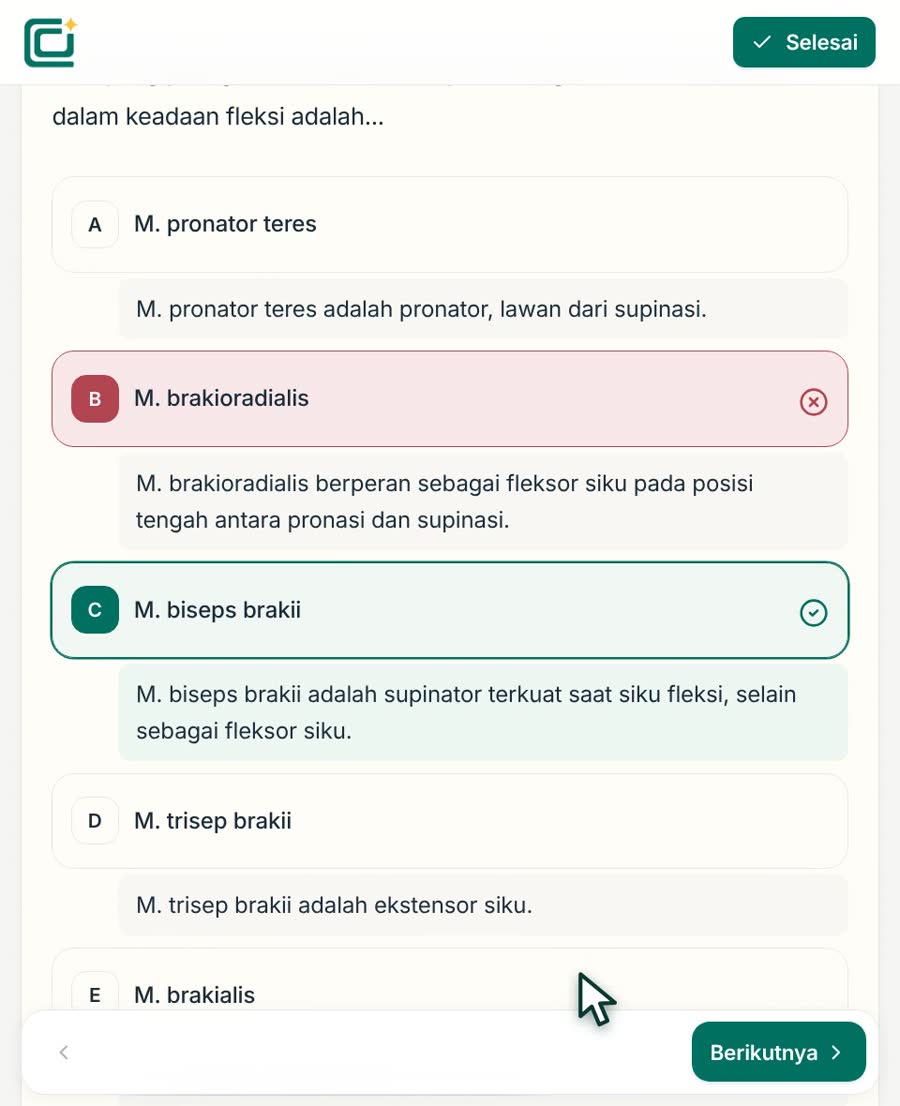 Selesai
dalam keadaan fleksi adalah...
A M. pronator teres
M. pronator teres adalah pronator, lawan dari supinasi.
B M. brakioradialis
M. brakioradialis berperan sebagai fleksor siku pada posisi
tengah antara pronasi dan supinasi.
C M. biseps brakii
M. biseps brakii adalah supinator terkuat saat siku fleksi, selain
sebagai fleksor siku.
D M. trisep brakii
M. trisep brakii adalah ekstensor siku.
E M. brakialis
Berikutnya